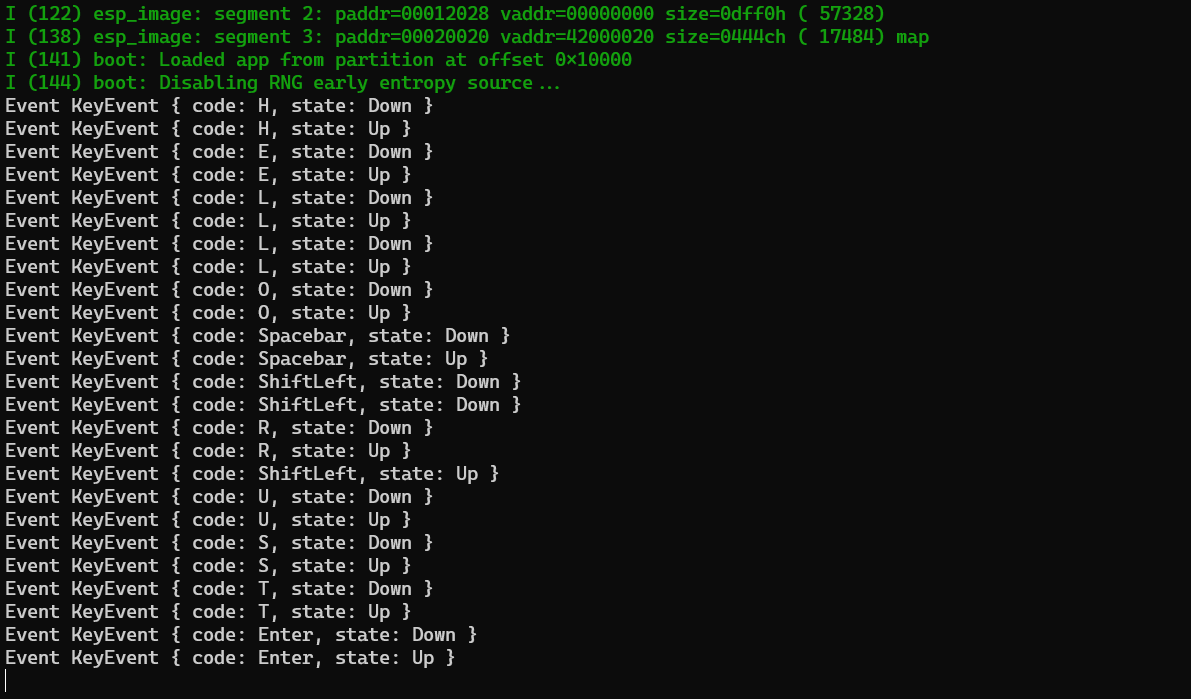 I (122) esp_image: segment 2: paddr=00012028 vaddr=00000000 size=0dff0h ( 57328)
I (138) esp_image: segment 3: paddr=00020020 vaddr=42000020 size=0444ch ( 17484) map
I (141) boot: Loaded app from partition at offset 0×10000
I (144) boot: Disabling RNG early entropy source...
Event KeyEvent { code: H, state: Down }
Event KeyEvent { code: H, state: Up }
Event KeyEvent { code: E, state: Down }
Event KeyEvent { code: E, state: Up }
Event KeyEvent { code: L, state: Down }
Event KeyEvent { code: L, state: Up }
Event KeyEvent { code: L, state: Down }
Event KeyEvent { code: L, state: Up }
Event KeyEvent { code: O, state: Down }
Event KeyEvent { code: O, state: Up }
Event KeyEvent { code: Spacebar, state: Down }
Event KeyEvent { code: Spacebar, state: Up }
Event KeyEvent { code: ShiftLeft, state: Down }
Event KeyEvent { code: ShiftLeft, state: Down }
Event KeyEvent { code: R, state: Down }
Event KeyEvent { code: R, state: Up }
Event KeyEvent { code: ShiftLeft, state: Up }
Event KeyEvent { code: U, state: Down }
Event KeyEvent { code: U, state: Up }
Event KeyEvent { code: S, state: Down }
Event KeyEvent { code: S, state: Up }
Event KeyEvent { code: T, state: Down }
Event KeyEvent { code: T, state: Up }
Event KeyEvent { code: Enter, state: Down }
Event KeyEvent { code: Enter, state: Up }